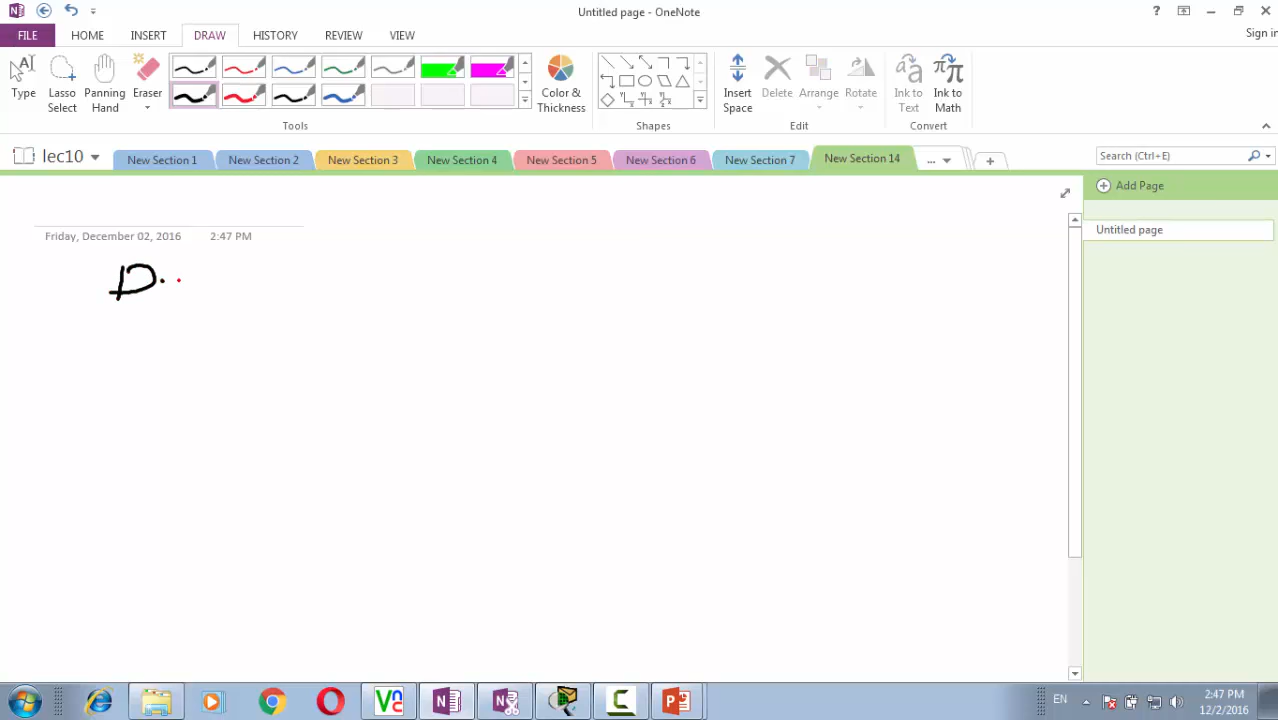 Untitled page - OneNote
?
Sign in
FILE HOME INSERT DRAW HISTORY REVIEW VIEW
Type
Lasso Select
Panning Hand
Eraser
Color & Thickness
Insert Space
Delete
Arrange
Rotate
Ink to Text
Ink to Math
Tools Shapes Edit Convert
lec10 New Section 1 New Section 2 New Section 3 New Section 4 New Section 5 New Section 6 New Section 7 New Section 14 ... Search (Ctrl+E)
Add Page
Untitled page
Friday, December 02, 2016 2:47 PM
D.
EN 2:47 PM
12/2/2016